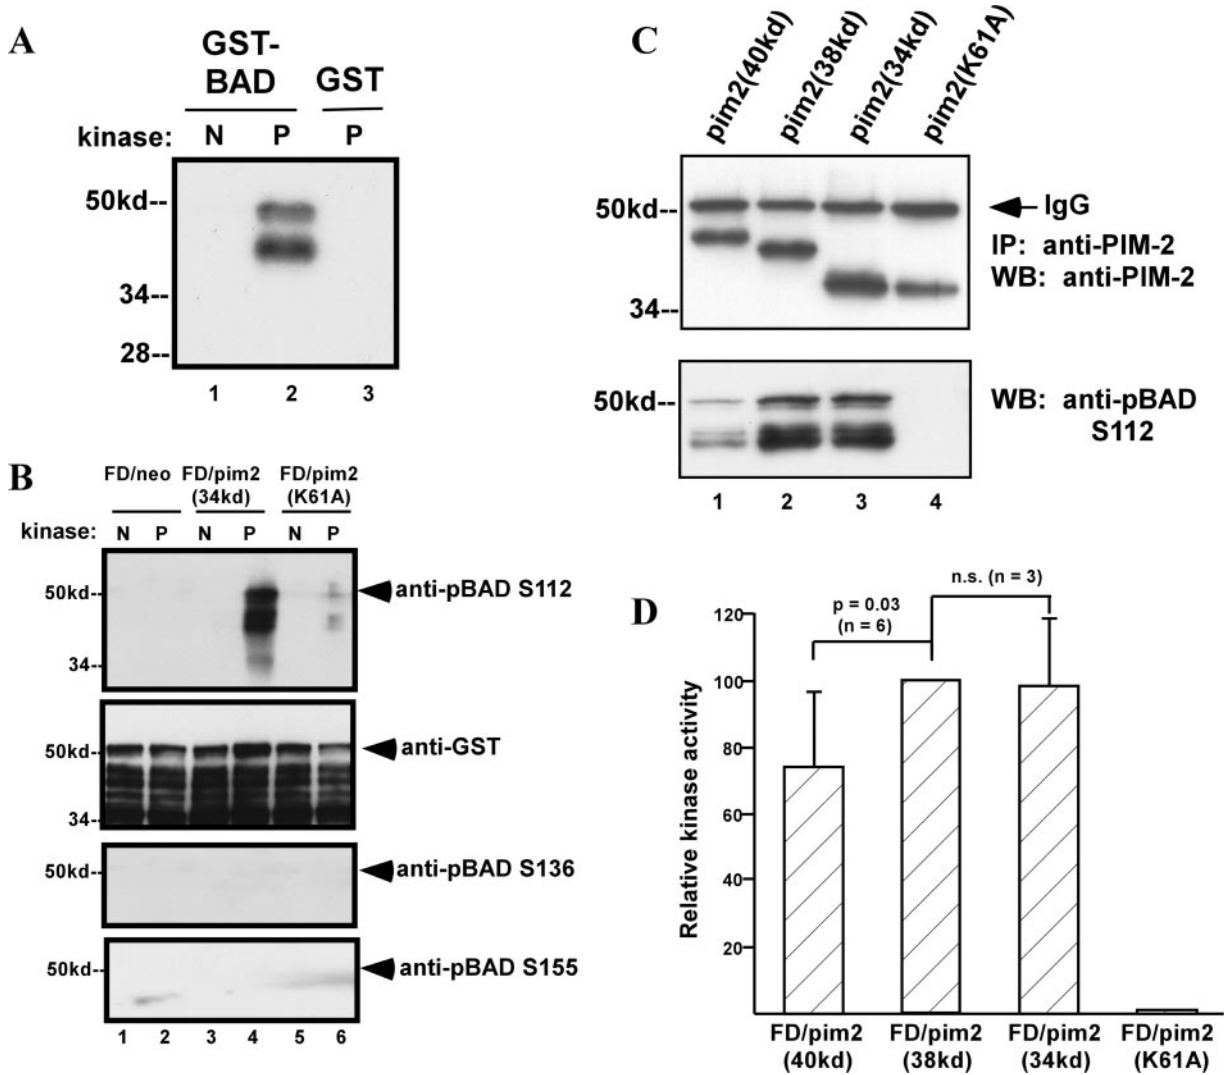 A
GST-
BAD
GST
kinase: N P P
50kd--
34--
28--
1 2 3
B
FD/neo FD/pim2 FD/pim2
(34kd) (K61A)
kinase: N P N P N P
50kd--
anti-pBAD S112
34--
50kd--
anti-GST
34--
50kd--
anti-pBAD S136
50kd--
anti-pBAD S155
1 2 3 4 5 6
C
pim2(40kd)
pim2(38kd)
pim2(34kd)
pim2(K61A)
50kd--
IgG
IP: anti-PIM-2
WB: anti-PIM-2
34--
50kd--
WB: anti-pBAD
S112
1 2 3 4
D
n.s. (n = 3)
p = 0.03
(n = 6)
Relative kinase activity
120
100
80
60
40
20
FD/pim2 FD/pim2 FD/pim2 FD/pim2
(40kd) (38kd) (34kd) (K61A)